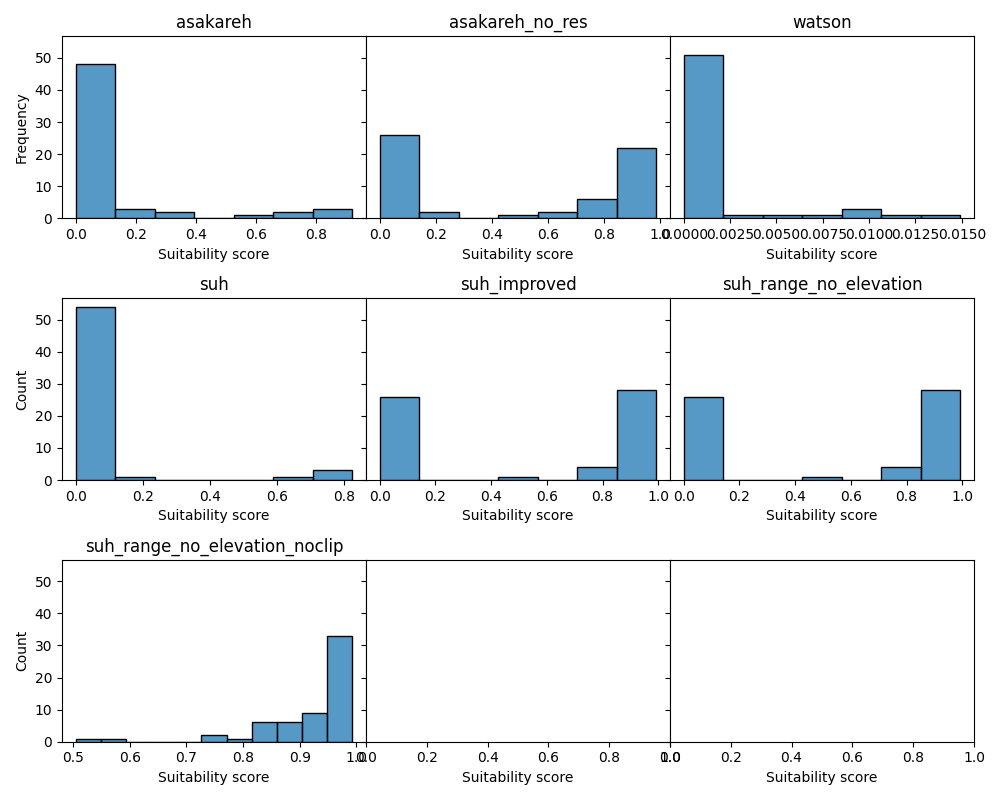 asakareh asakareh_no_res watson
Frequency
50
40
30
20
10
0
0.0 0.2 0.4 0.6 0.8 0.0 0.2 0.4 0.6 0.8 1.0 0.0000 0.0025 0.0050 0.0075 0.0100 0.0125 0.0150
Suitability score Suitability score Suitability score
suh suh_improved suh_range_no_elevation
Count
50
40
30
20
10
0
0.0 0.2 0.4 0.6 0.8 0.0 0.2 0.4 0.6 0.8 1.0 0.0 0.2 0.4 0.6 0.8 1.0
Suitability score Suitability score Suitability score
suh_range_no_elevation_noclip
Count
50
40
30
20
10
0
0.5 0.6 0.7 0.8 0.9 1.0 0.0 0.2 0.4 0.6 0.8 1.0 0.0 0.2 0.4 0.6 0.8 1.0
Suitability score Suitability score Suitability score